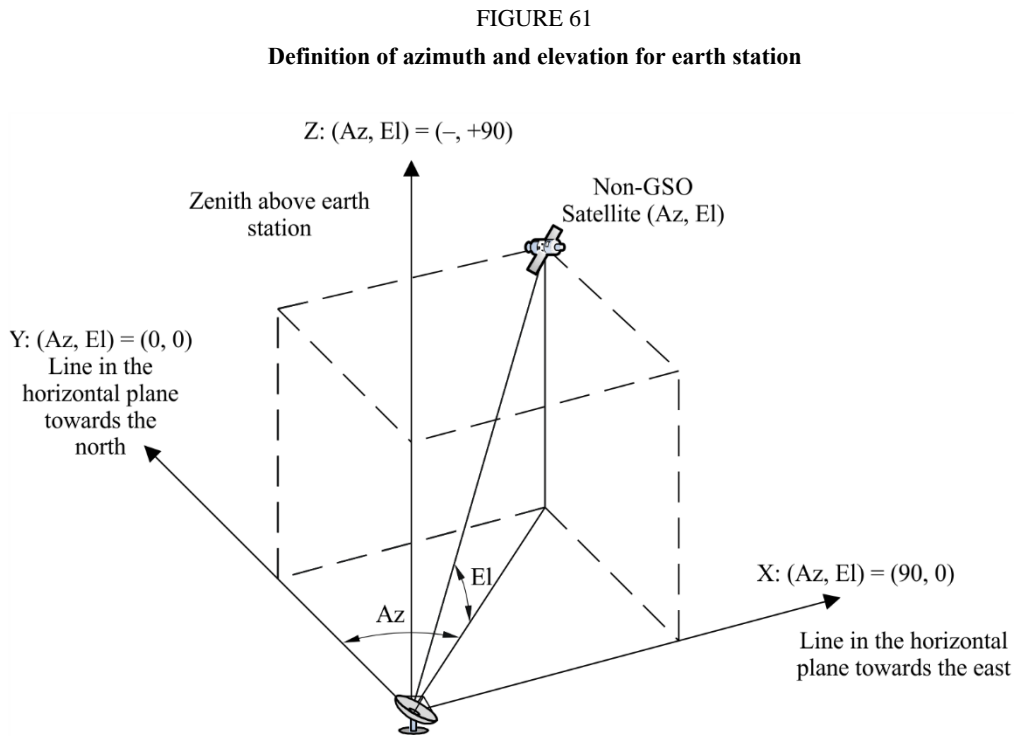 FIGURE 61
Definition of azimuth and elevation for earth station
Z: (Az, El) = (–, +90)
Zenith above earth
station
Non-GSO
Satellite (Az, El)
Y: (Az, El) = (0, 0)
Line in the
horizontal plane
towards the
north
El
Az
X: (Az, El) = (90, 0)
Line in the horizontal
plane towards the east